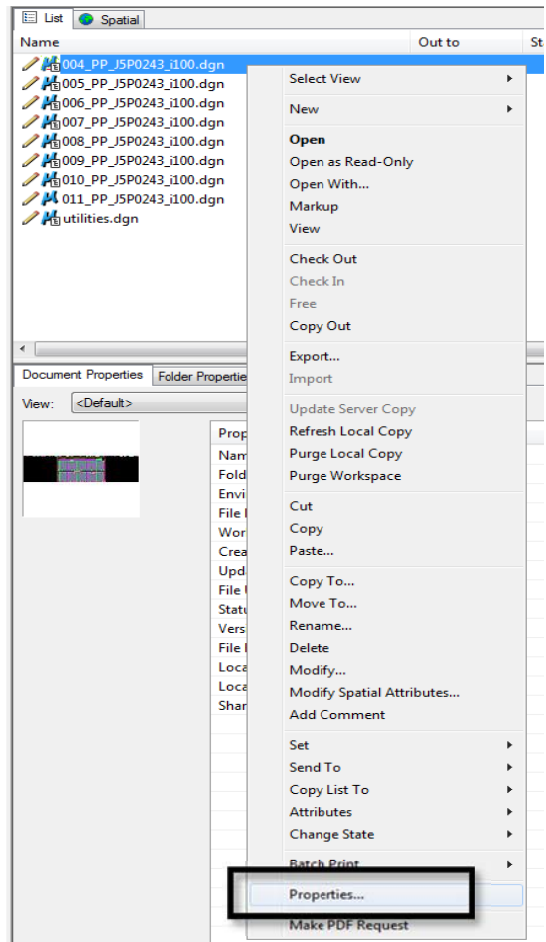 List
Spatial
Name
Out to
St
004_PP_J5P0243_i100.dgn
005_PP_J5P0243_i100.dgn
006_PP_J5P0243_i100.dgn
007_PP_J5P0243_i100.dgn
008_PP_J5P0243_i100.dgn
009_PP_J5P0243_i100.dgn
010_PP_J5P0243_i100.dgn
011_PP_J5P0243_i100.dgn
utilities.dgn
Select View
New
Open
Open as Read-Only
Open With...
Markup
View
Check Out
Check In
Free
Copy Out
Export...
Import
Update Server Copy
Refresh Local Copy
Purge Local Copy
Purge Workspace
Cut
Copy
Paste...
Copy To...
Move To...
Rename...
Delete
Modify...
Modify Spatial Attributes...
Add Comment
Set
Send To
Copy List To
Attributes
Change State
Batch Print
Properties...
Make PDF Request
Document Properties
Folder Propertie
View:
<Default>
Prop
Nam
Fold
Envi
File
Wor
Crea
Upd
File
Statu
Vers
File
Loca
Loca
Shar